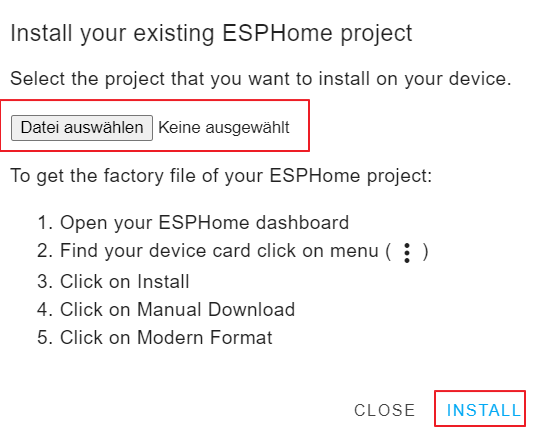 Install your existing ESPHome project
Select the project that you want to install on your device.
Datei auswählen Keine ausgewählt
To get the factory file of your ESPHome project:
1. Open your ESPHome dashboard
2. Find your device card click on menu ( ⋮ )
3. Click on Install
4. Click on Manual Download
5. Click on Modern Format
CLOSE INSTALL